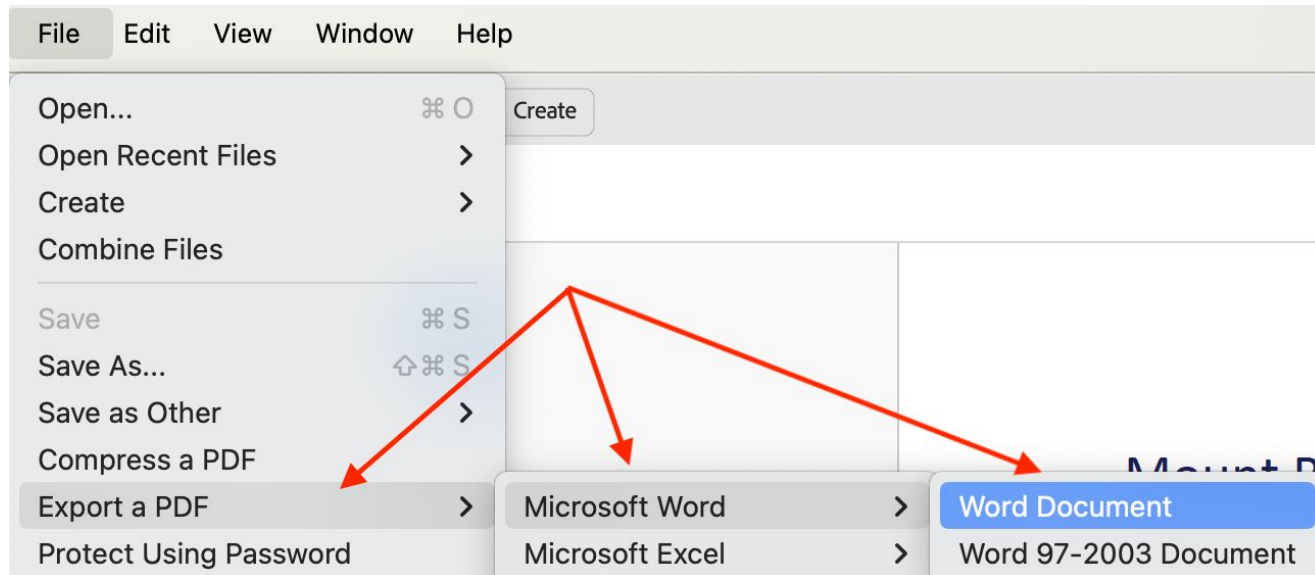 File Edit View Window Help
Open... ⌘ O
Create
Open Recent Files >
Create >
Combine Files
Save ⌘ S
Save As... ⇧⌘ S
Save as Other >
Compress a PDF
Mount
Export a PDF > Microsoft Word > Word Document
Protect Using Password Microsoft Excel > Word 97-2003 Document